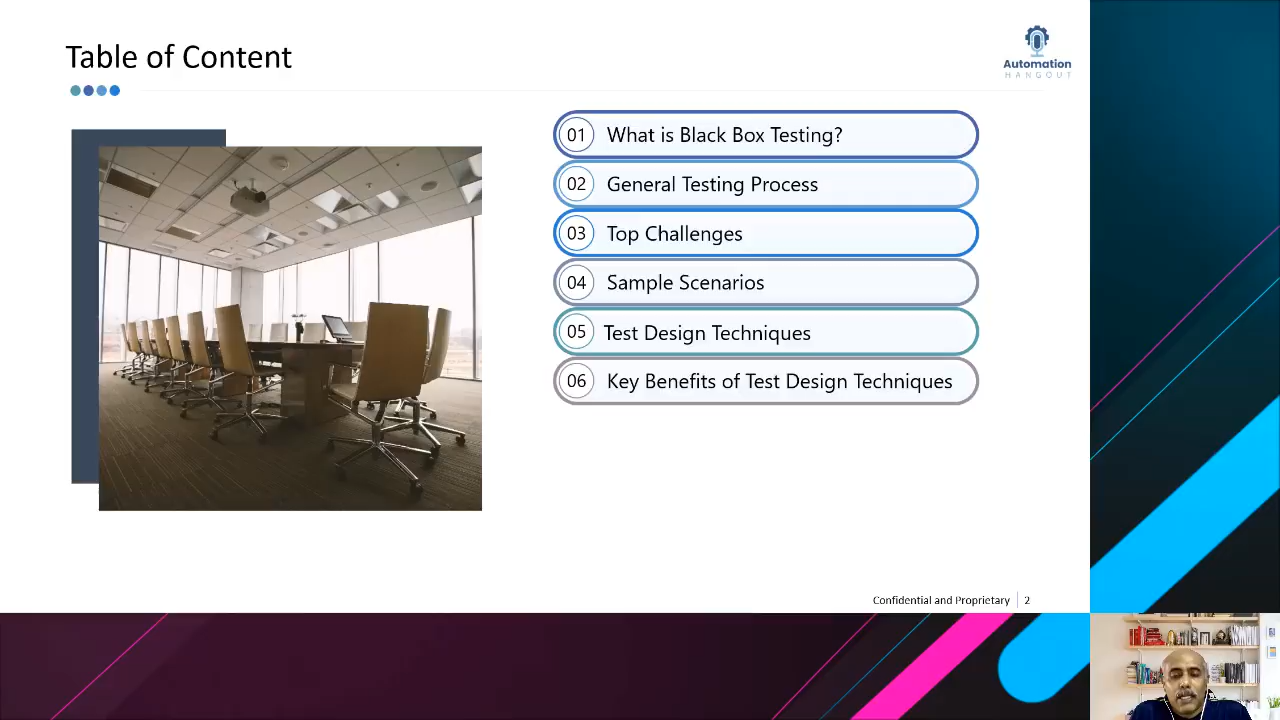 Table of Content
Automation
HANGOUT
01 What is Black Box Testing?
02 General Testing Process
03 Top Challenges
04 Sample Scenarios
05 Test Design Techniques
06 Key Benefits of Test Design Techniques
Confidential and Proprietary 2